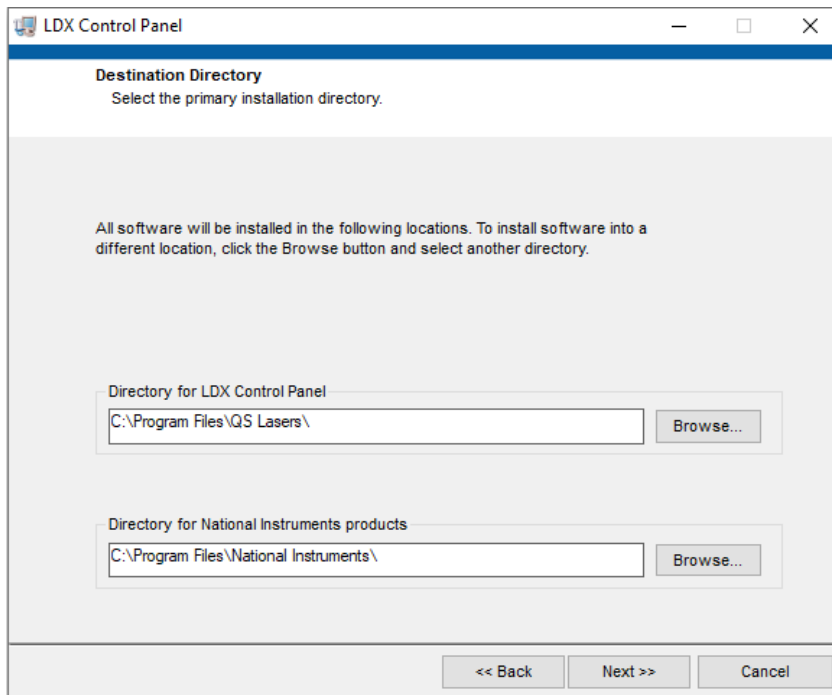 LDX Control Panel
Destination Directory
Select the primary installation directory.
All software will be installed in the following locations. To install software into a
different location, click the Browse button and select another directory.
Directory for LDX Control Panel
C:\Program Files\QS Lasers\
Browse...
Directory for National Instruments products
C:\Program Files\National Instruments\
Browse...
<< Back
Next >>
Cancel